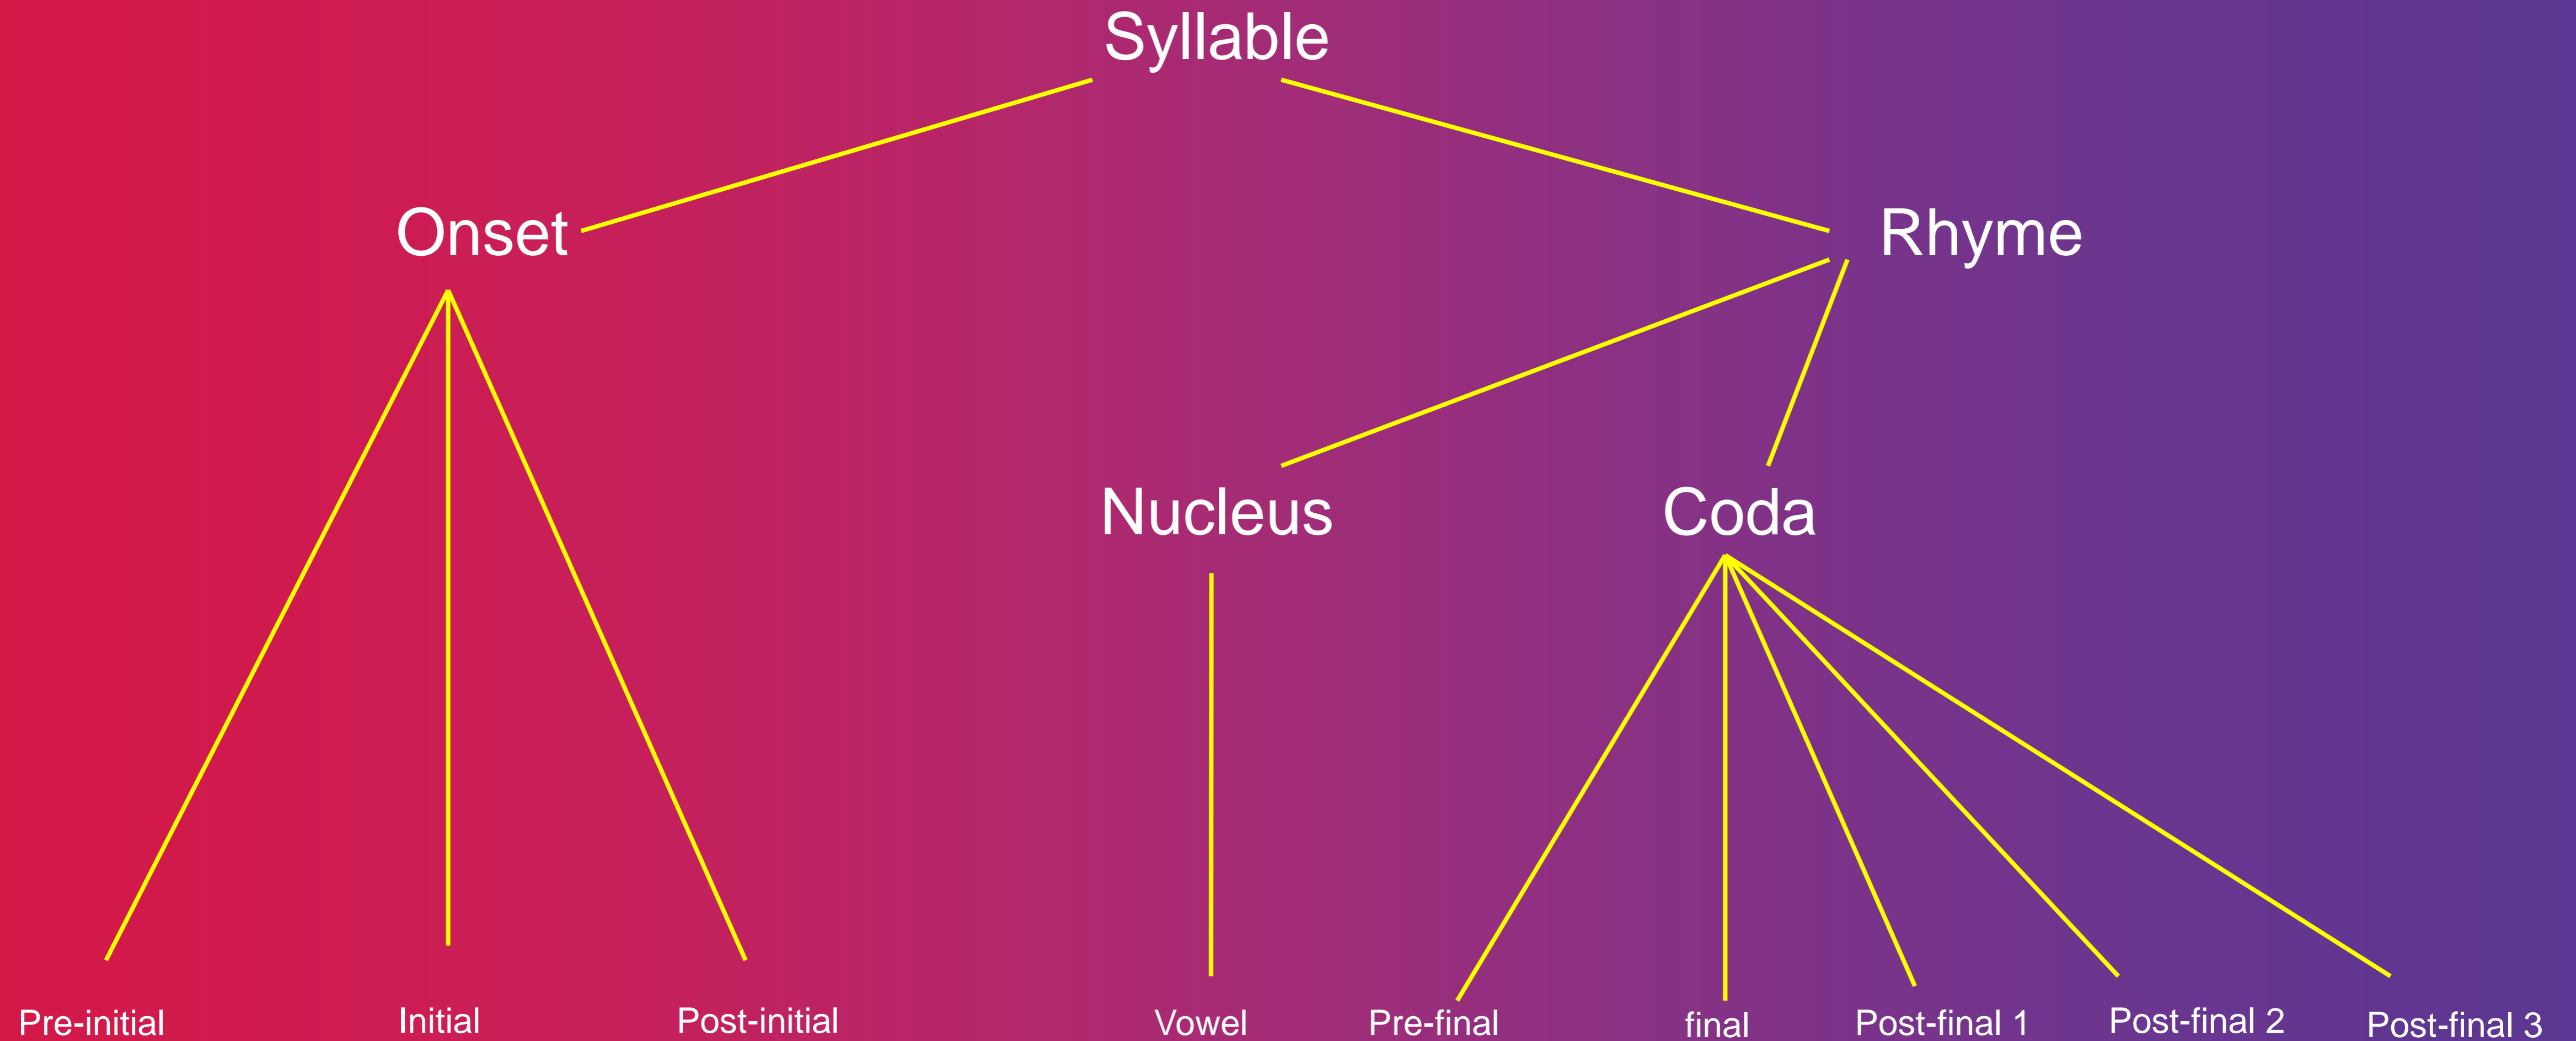 Syllable
Onset
Rhyme
Nucleus
Coda
Pre-initial
Initial
Post-initial
Vowel
Pre-final
final
Post-final 1
Post-final 2
Post-final 3